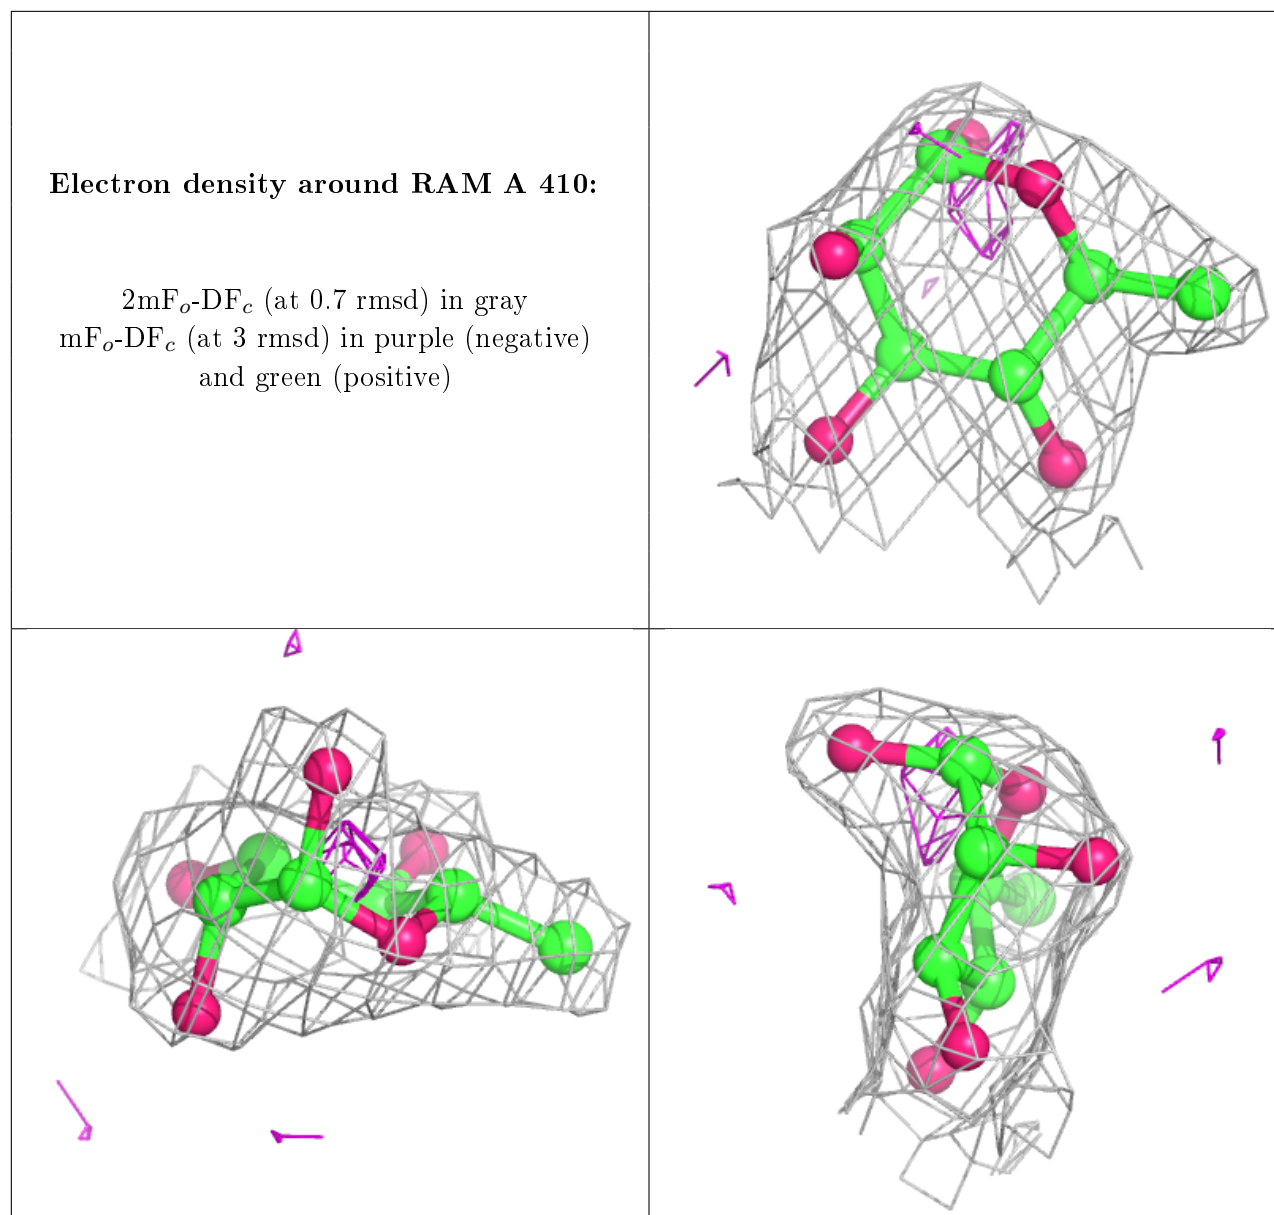 Electron density around RAM A 410:
2mFo-DFc (at 0.7 rmsd) in gray
mFo-DFc (at 3 rmsd) in purple (negative)
and green (positive)